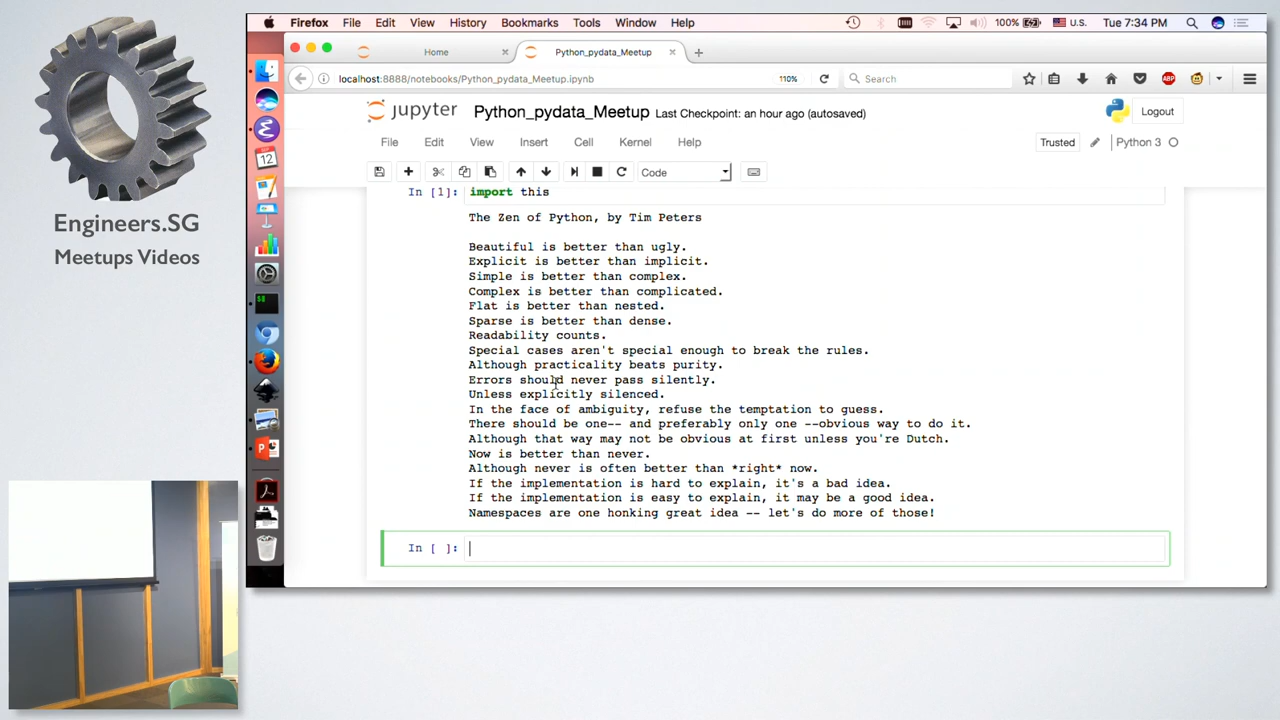 Firefox File Edit View History Bookmarks Tools Window Help 100% U.S. Tue 7:34 PM
Home Python_pydata_Meetup
localhost:8888/notebooks/Python_pydata_Meetup.ipynb 110% Search ABP
jupyter Python_pydata_Meetup Last Checkpoint: an hour ago (autosaved) Logout
File Edit View Insert Cell Kernel Help Trusted Python 3
Code
In [1]: import this
The Zen of Python, by Tim Peters
Beautiful is better than ugly.
Explicit is better than implicit.
Simple is better than complex.
Complex is better than complicated.
Flat is better than nested.
Sparse is better than dense.
Readability counts.
Special cases aren't special enough to break the rules.
Although practicality beats purity.
Errors should never pass silently.
Unless explicitly silenced.
In the face of ambiguity, refuse the temptation to guess.
There should be one-- and preferably only one --obvious way to do it.
Although that way may not be obvious at first unless you're Dutch.
Now is better than never.
Although never is often better than *right* now.
If the implementation is hard to explain, it's a bad idea.
If the implementation is easy to explain, it may be a good idea.
Namespaces are one honking great idea -- let's do more of those!
In [ ]:
Engineers.SG
Meetups Videos
12